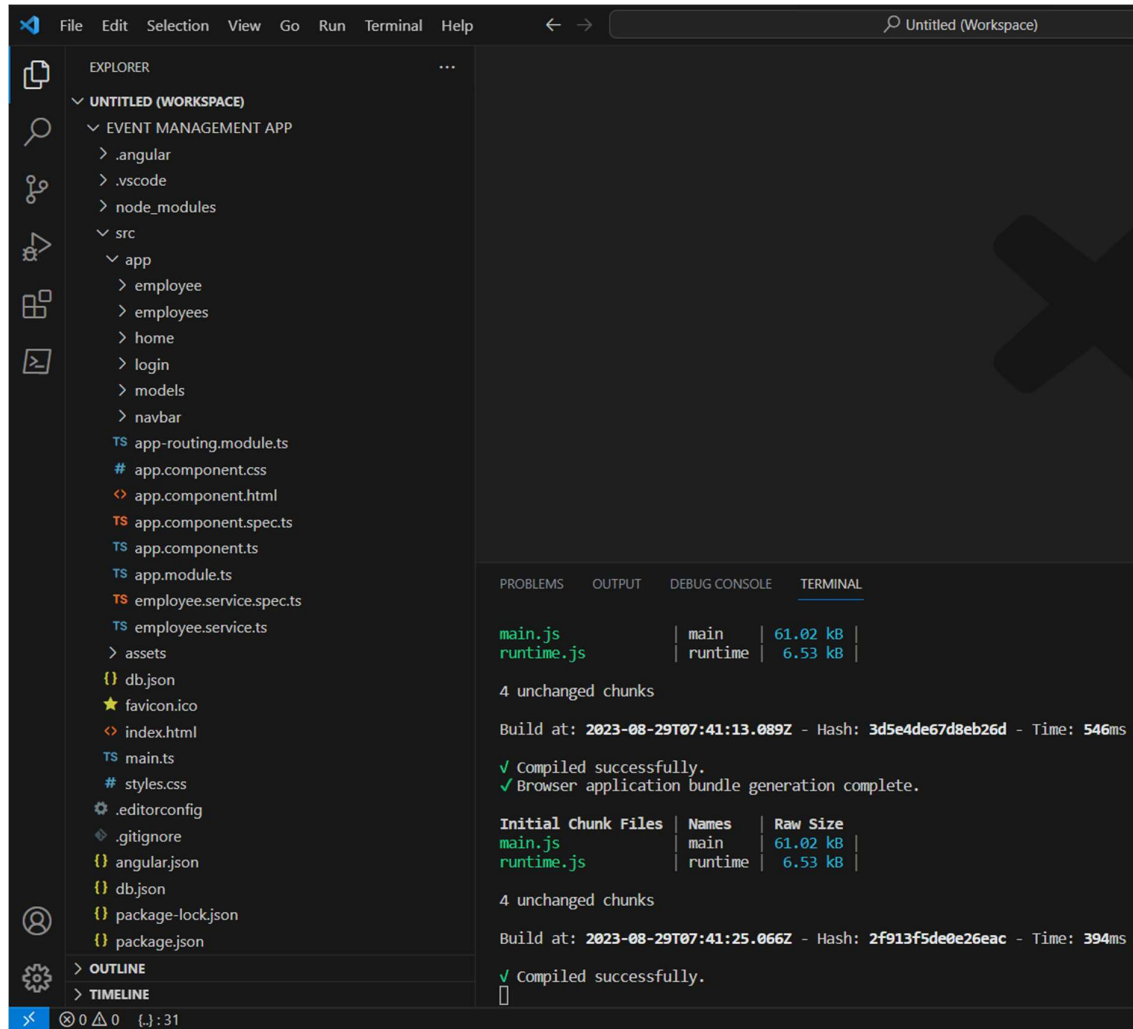 File Edit Selection View Go Run Terminal Help
Untitled (Workspace)
EXPLORER
UNTITLED (WORKSPACE)
EVENT MANAGEMENT APP
.angular
.vscode
node_modules
src
app
employee
employees
home
login
models
navbar
TS app-routing.module.ts
# app.component.css
<> app.component.html
TS app.component.spec.ts
TS app.component.ts
TS app.module.ts
TS employee.service.spec.ts
TS employee.service.ts
assets
{} db.json
favicon.ico
<> index.html
TS main.ts
# styles.css
.editorconfig
.gitignore
{} angular.json
{} db.json
{} package-lock.json
{} package.json
OUTLINE
TIMELINE
PROBLEMS OUTPUT DEBUG CONSOLE TERMINAL
main.js | main | 61.02 kB |
runtime.js | runtime | 6.53 kB |
4 unchanged chunks
Build at: 2023-08-29T07:41:13.089Z - Hash: 3d5e4de67d8eb26d - Time: 546ms
√ Compiled successfully.
✔ Browser application bundle generation complete.
Initial Chunk Files | Names | Raw Size
main.js | main | 61.02 kB |
runtime.js | runtime | 6.53 kB |
4 unchanged chunks
Build at: 2023-08-29T07:41:25.066Z - Hash: 2f913f5de0e26eac - Time: 394ms
√ Compiled successfully.
0 0 {..} : 31